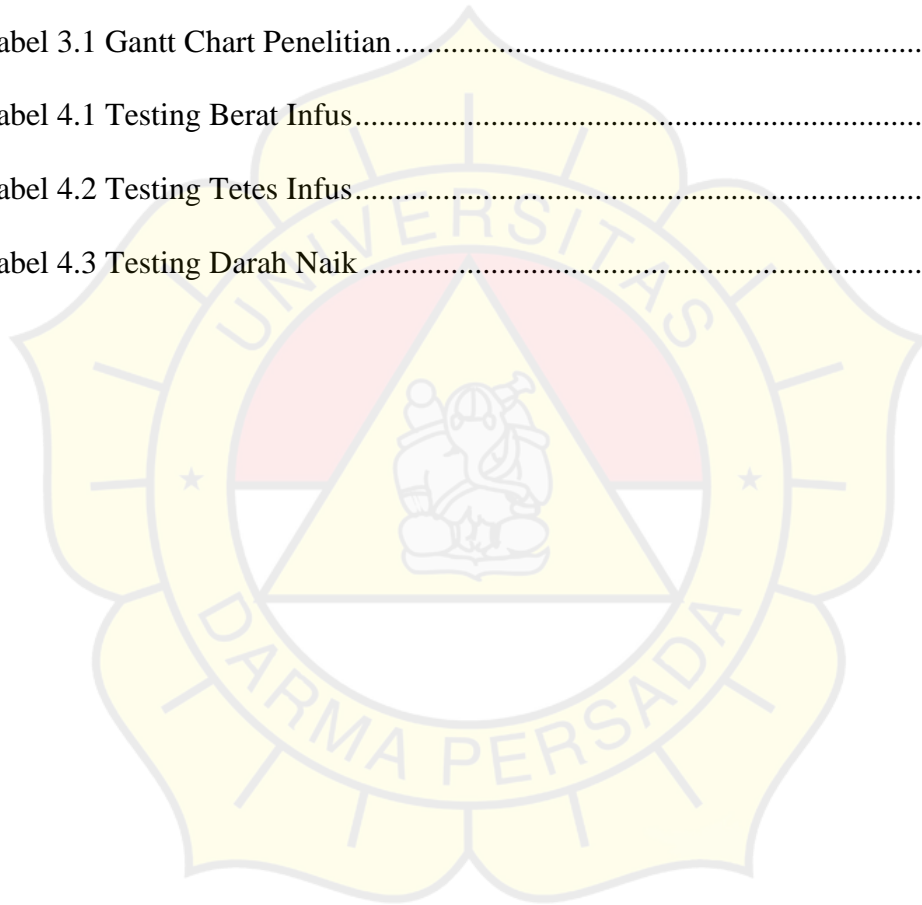 abel 3.1 Gantt Chart Penelitian.......................................................................
abel 4.1 Testing Berat Infus............................................................................
abel 4.2 Testing Tetes Infus............................................................................
abel 4.3 Testing Darah Naik...........................................................................
UNIVERSITAS
DARMA PERSADA